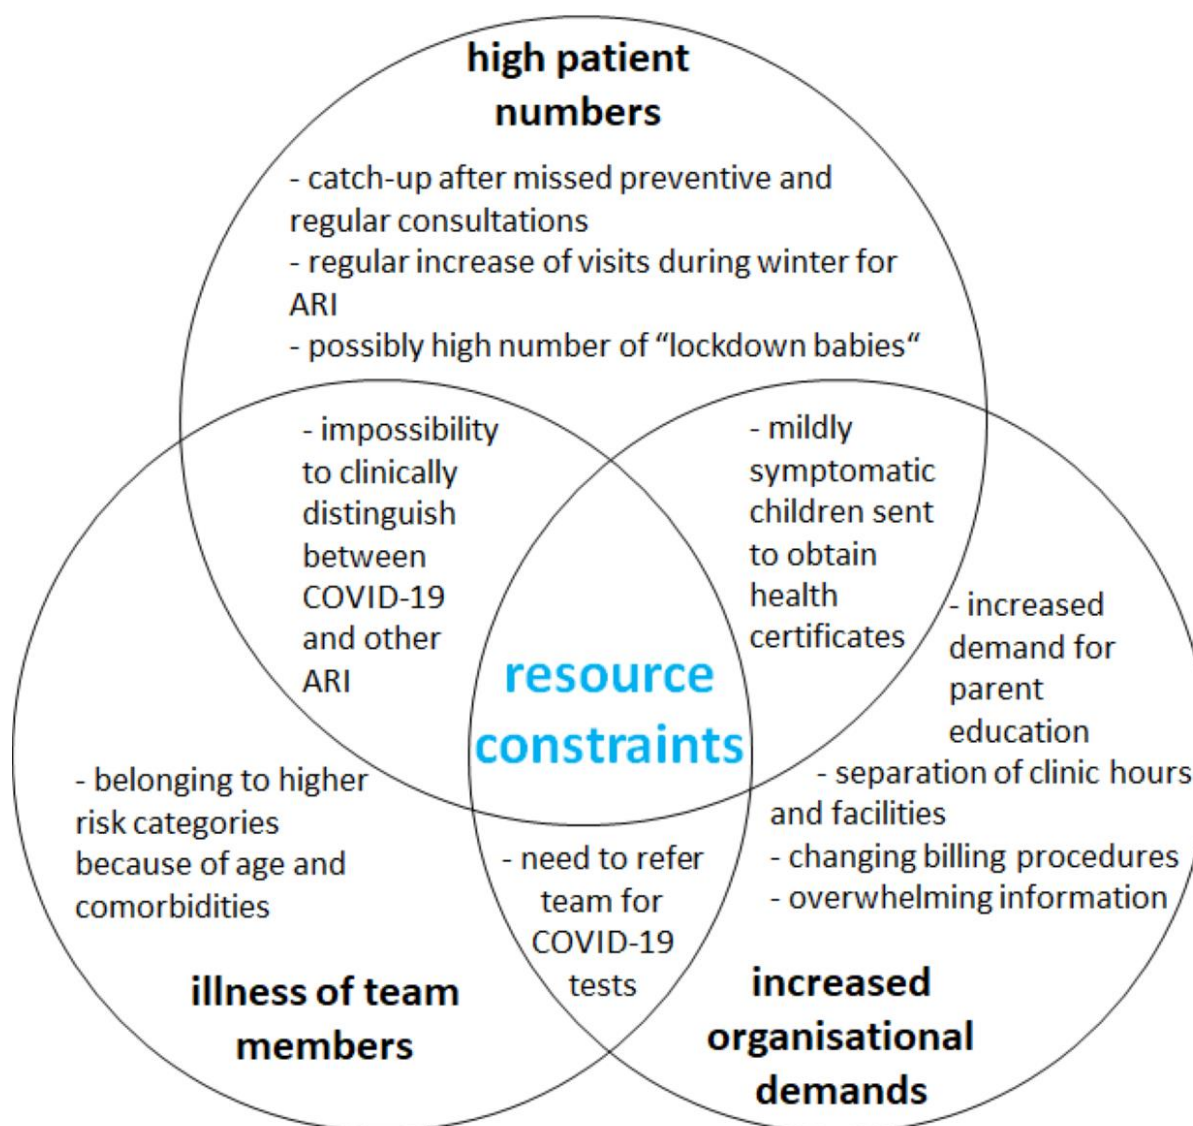 high patient
numbers
- catch-up after missed preventive and
regular consultations
- regular increase of visits during winter for
ARI
- possibly high number of “lockdown babies“
- impossibility
to clinically
distinguish
between
COVID-19
and other
ARI
- mildly
symptomatic
children sent
to obtain
health
certificates
resource
constraints
- increased
demand for
parent
education
- separation of clinic hours
and facilities
- changing billing procedures
- overwhelming information
- belonging to higher
risk categories
because of age and
comorbidities
- need to refer
team for
COVID-19
tests
illness of team
members
increased
organisational
demands